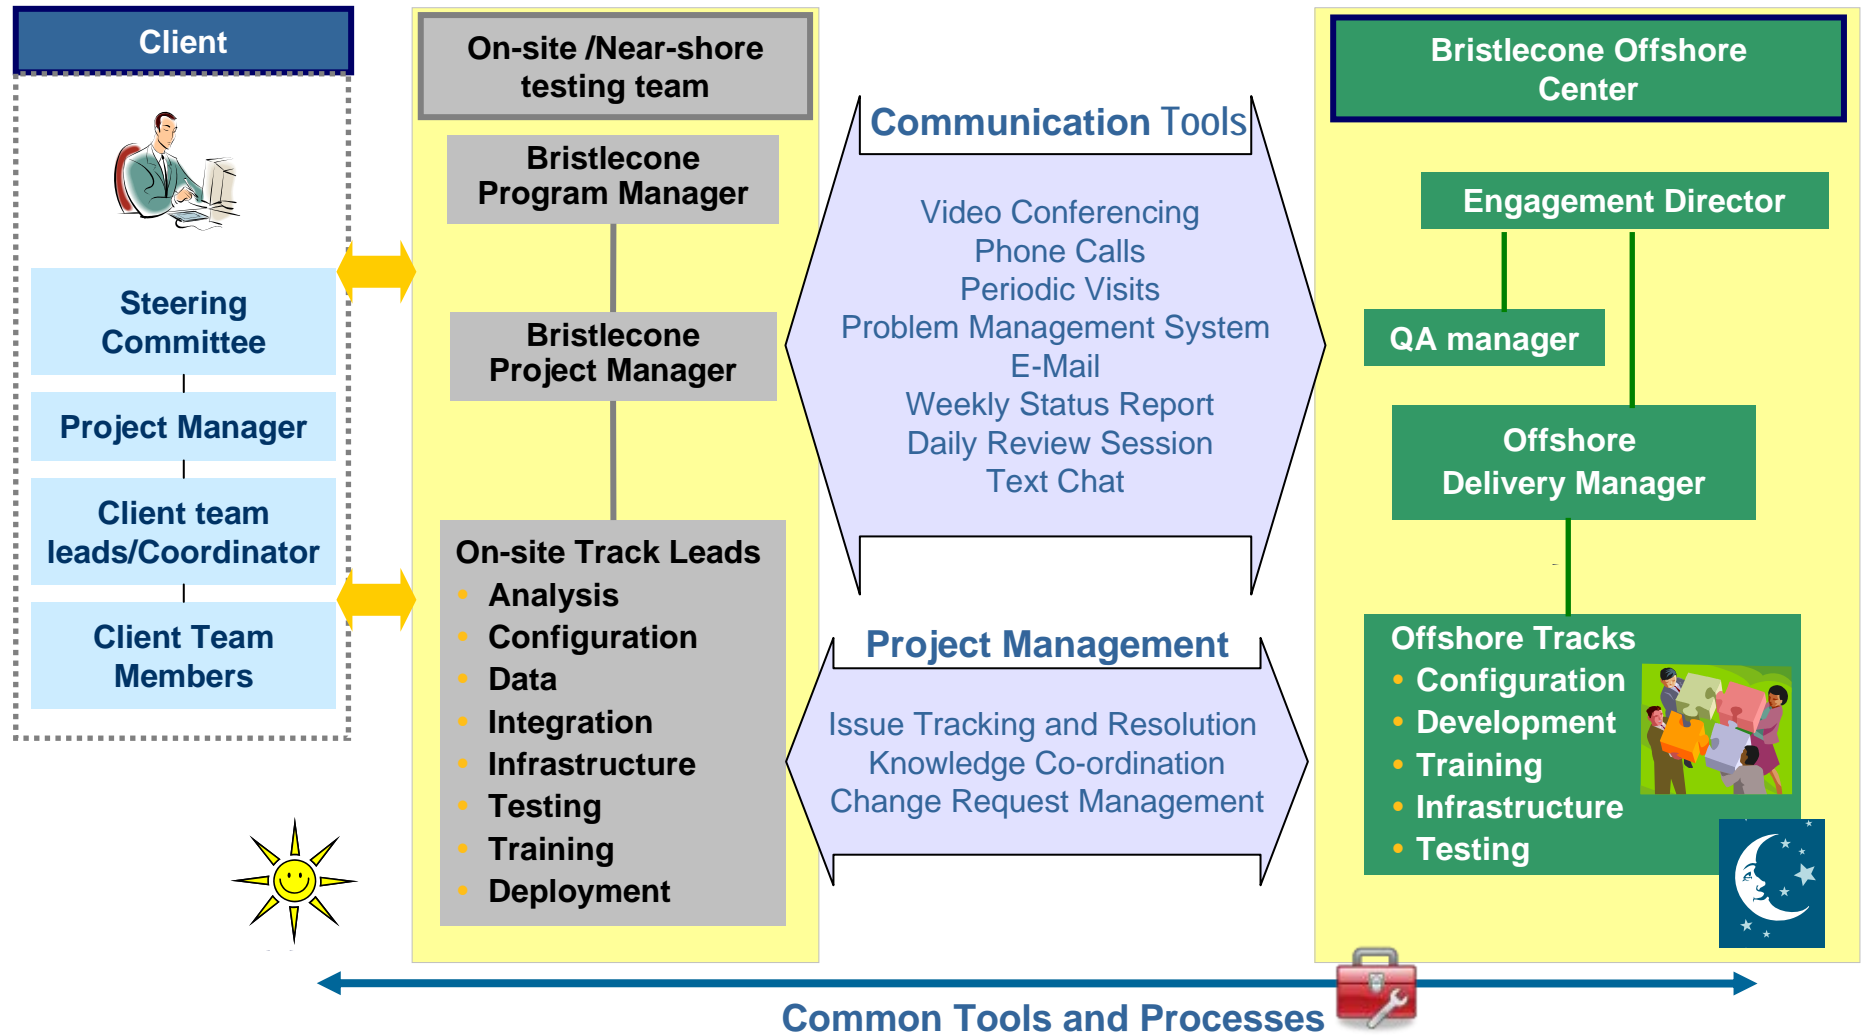 Client
Steering
Committee
Project Manager
Client team
leads/Coordinator
Client Team
Members
On-site /Near-shore
testing team
Bristlecone
Program Manager
Bristlecone
Project Manager
On-site Track Leads
• Analysis
• Configuration
• Data
• Integration
• Infrastructure
• Testing
• Training
• Deployment
Communication Tools
Video Conferencing
Phone Calls
Periodic Visits
Problem Management System
E-Mail
Weekly Status Report
Daily Review Session
Text Chat
Project Management
Issue Tracking and Resolution
Knowledge Co-ordination
Change Request Management
Bristlecone Offshore
Center
Engagement Director
QA manager
Offshore
Delivery Manager
Offshore Tracks
• Configuration
• Development
• Training
• Infrastructure
• Testing
Common Tools and Processes